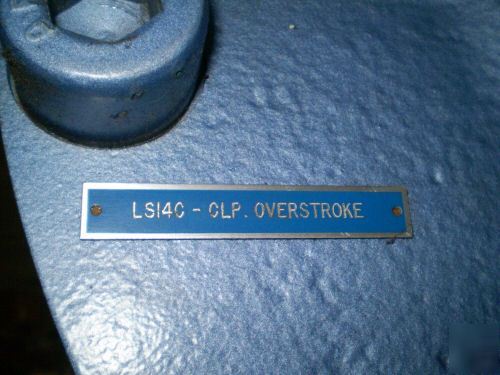 LS14C - CLP. OVERSTROKE